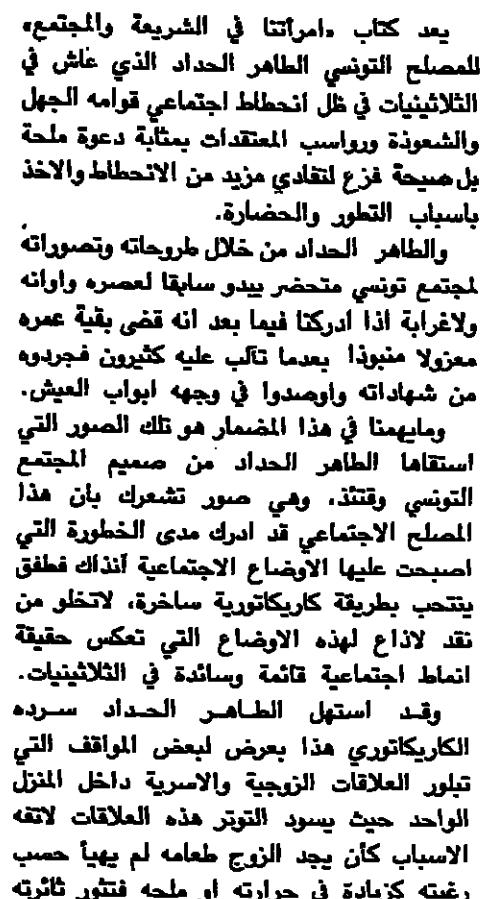 يعد كتاب «امرأتنا في الشريعة والمجتمع»
للمصلح التونسي الطاهر الحداد الذي عاش في
الثلاثينيات في ظل انحطاط اجتماعي قوامه الجهل
والشعوذة ورواسب المعتقدات بمثابة دعوة ملحة
بل صيحة فزع لتفادي مزيد من الانحطاط والاخذ
باسباب التطور والحضارة.
والطاهر الحداد من خلال طروحاته وتصوراته
لمجتمع تونسي متحضر يبدو سابقا لعصره واوانه
ولاغرابة اذا ادركنا فيما بعد انه قضى بقية عمره
معزولا منبوذا بعدما تألب عليه كثيرون فجردوه
من شهاداته واوصدوا في وجهه ابواب العيش.
ومايهمنا في هذا المضمار هو تلك الصور التي
استقاها الطاهر الحداد من صميم المجتمع
التونسي وقتئذ، وهي صور تشعرك بان هذا
المصلح الاجتماعي قد ادرك مدى الخطورة التي
اصبحت عليها الاوضاع الاجتماعية آنذاك فطفق
ينتحب بطريقة كاريكاتورية ساخرة، لاتخلو من
نقد لاذاع لهذه الاوضاع التي تعكس حقيقة
انماط اجتماعية قائمة وسائدة في الثلاثينيات.
وقد استهل الطاهر الحداد سرده
الكاريكاتوري هذا بعرض لبعض المواقف التي
تبلور العلاقات الزوجية والاسرية داخل المنزل
الواحد حيث يسود التوتر هذه العلاقات لاتفه
الاسباب كأن يجد الزوج طعامه لم يهيأ حسب
رغبته كزيادة في حرارته او ملحه فتثور ثائرته